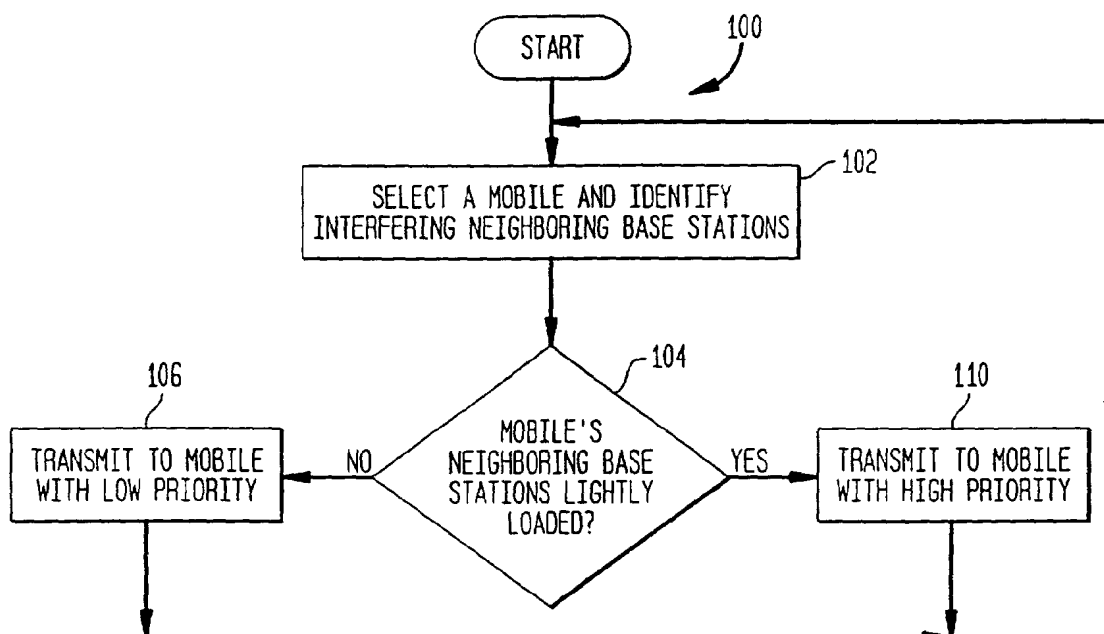 START
100
SELECT A MOBILE AND IDENTIFY
INTERFERING NEIGHBORING BASE STATIONS
102
104
106
110
MOBILE'S
NEIGHBORING BASE
STATIONS LIGHTLY
LOADED?
NO
YES
TRANSMIT TO MOBILE
WITH LOW PRIORITY
TRANSMIT TO MOBILE
WITH HIGH PRIORITY